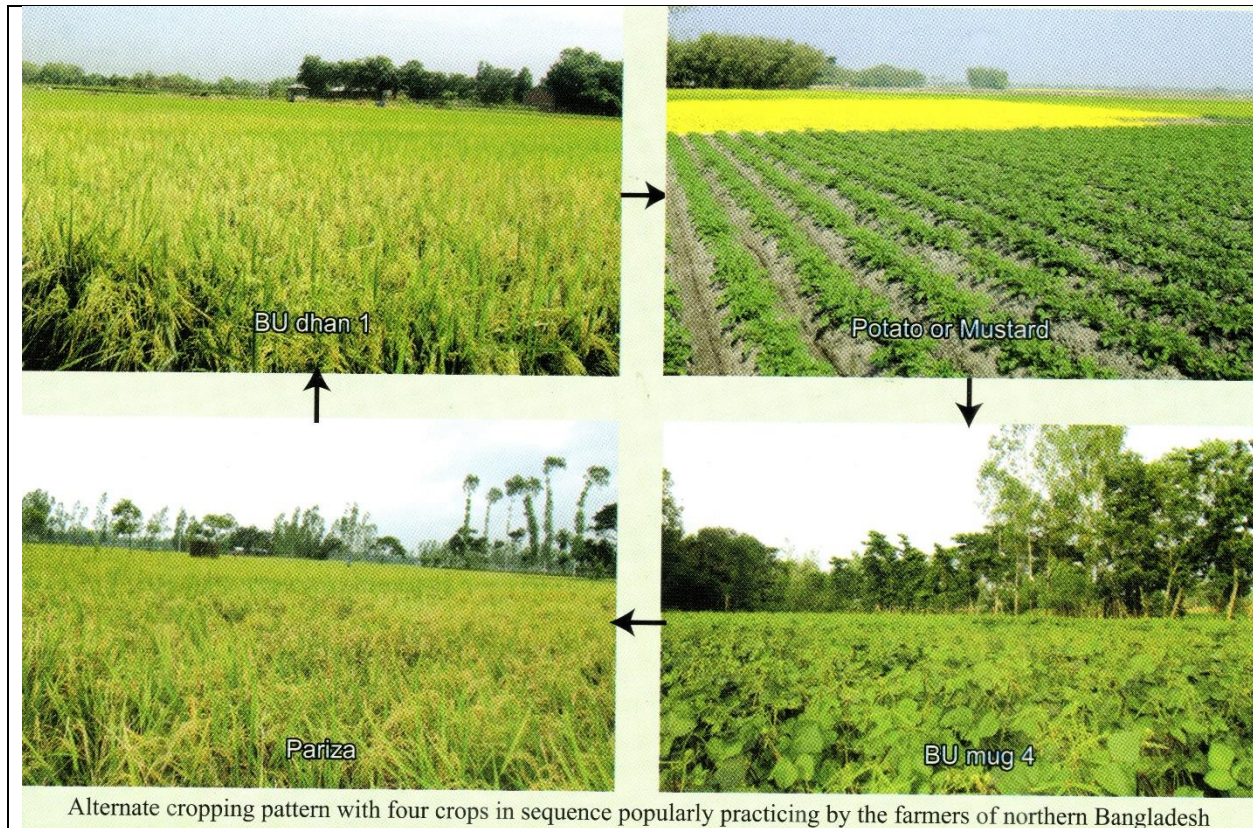 BU dhan 1
Potato or Mustard
Pariza
BU mug 4
Alternate cropping pattern with four crops in sequence popularly practicing by the farmers of northern Bangladesh